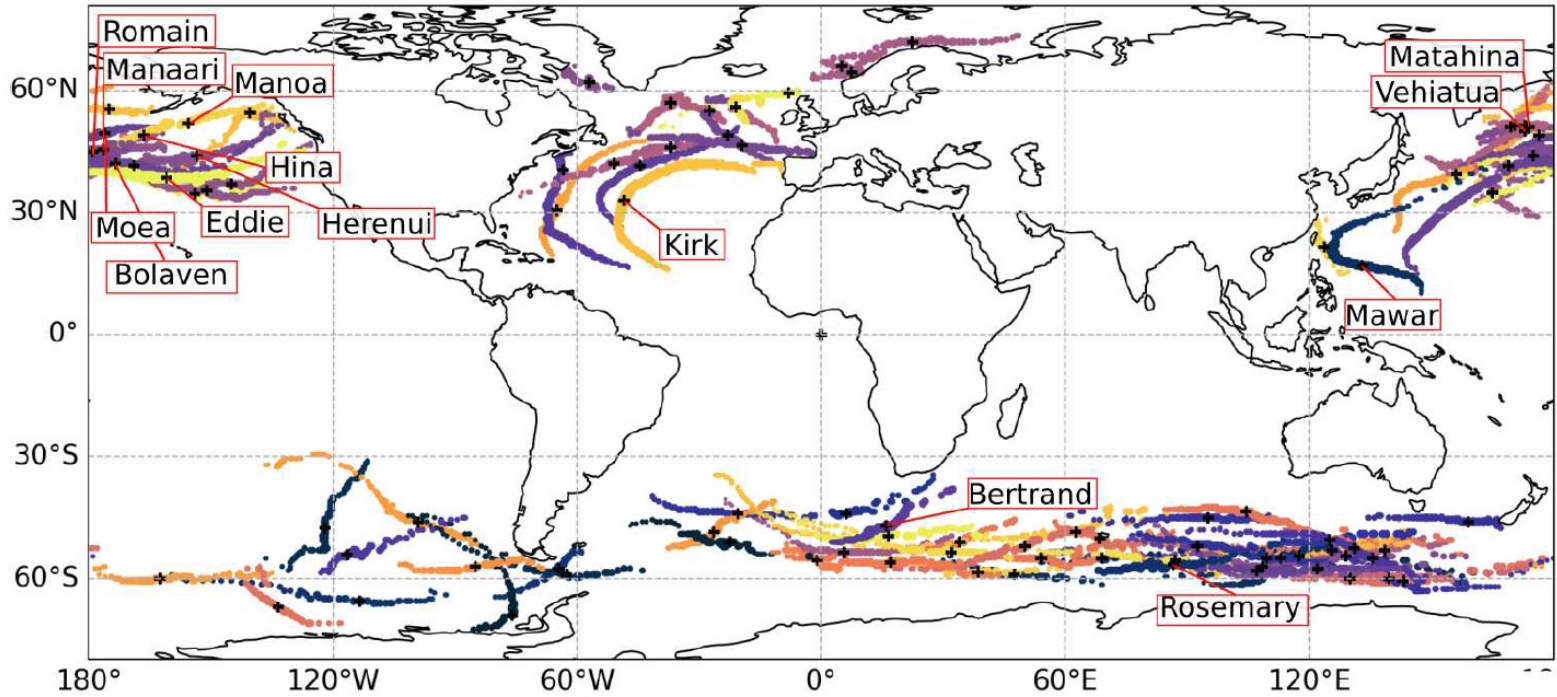 Romain
Manaari
Manoa
Matahina
60°N
Vehiatua
Hina
30°N
Moea
Eddie
Herenui
Kirk
Bolaven
Mawar
0°
30°S
Bertrand
60°S
Rosemary
180°
120°W
60°W
0°
60°E
120°E